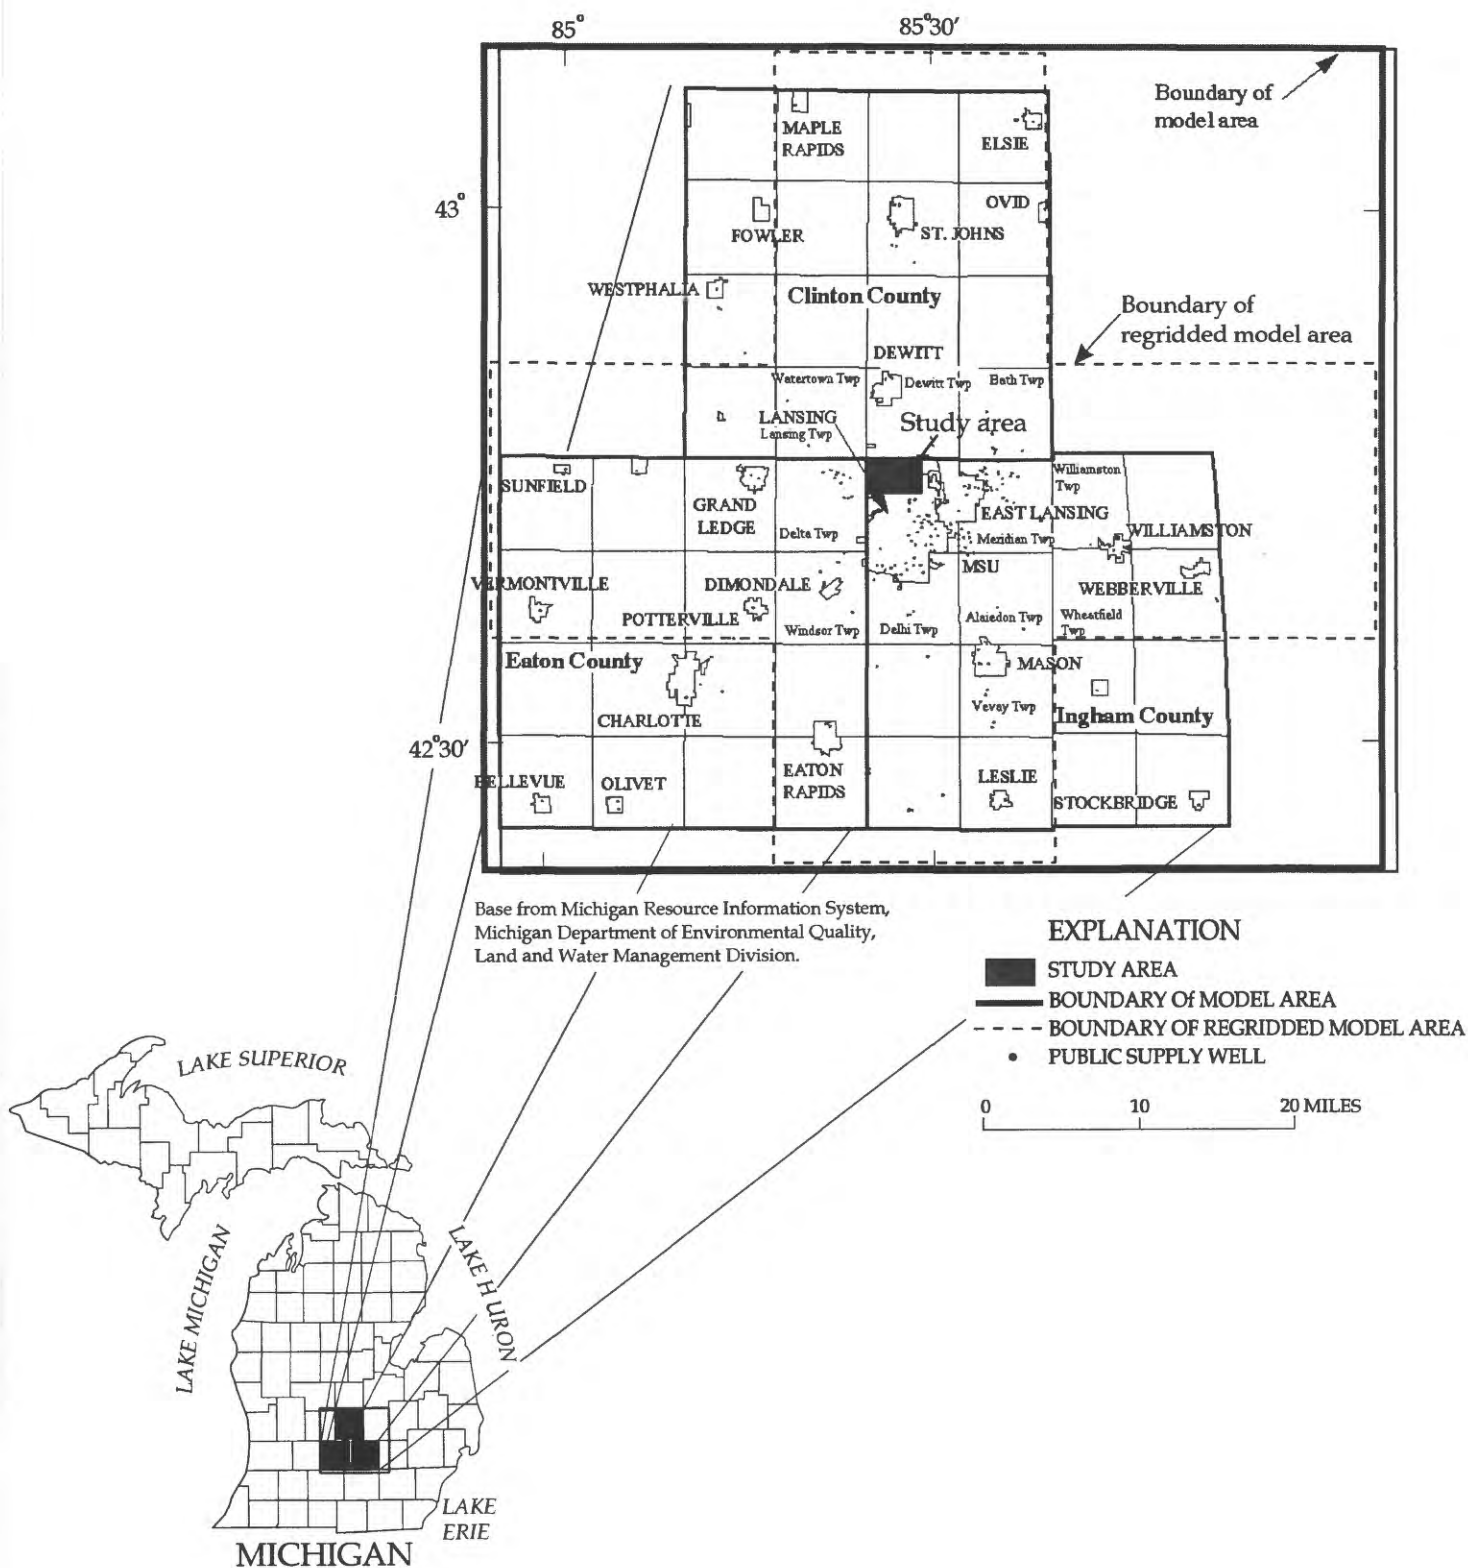 85°
85°30′
Boundary of
model area
MAPLE
RAPIDS
ELSIE
43°
OVID
FOWLER
ST. JOHNS
WESTPHALIA
Clinton County
Boundary of
regridded model area
DEWITT
Watertown Twp
Dewitt Twp
Bath Twp
LANSING
Lansing Twp
Study area
SUNFIELD
Williamston
Twp
GRAND
LEDGE
EAST LANSING
WILLIAMSTON
Delta Twp
Meridian Twp
MSU
VERMONTVILLE
DIMONDALE
WEBBERVILLE
POTTERVILLE
Windsor Twp
Delhi Twp
Alaiedon Twp
Wheatfield
Twp
Eaton County
MASON
CHARLOTTE
Vevay Twp
Ingham County
42°30′
BELLEVUE
OLIVET
EATON
RAPIDS
LESLIE
STOCKBRIDGE
Base from Michigan Resource Information System,
Michigan Department of Environmental Quality,
Land and Water Management Division.
EXPLANATION
STUDY AREA
BOUNDARY Of MODEL AREA
BOUNDARY OF REGRIDDED MODEL AREA
PUBLIC SUPPLY WELL
0 10 20 MILES
LAKE SUPERIOR
LAKE MICHIGAN
LAKE HURON
LAKE
ERIE
MICHIGAN